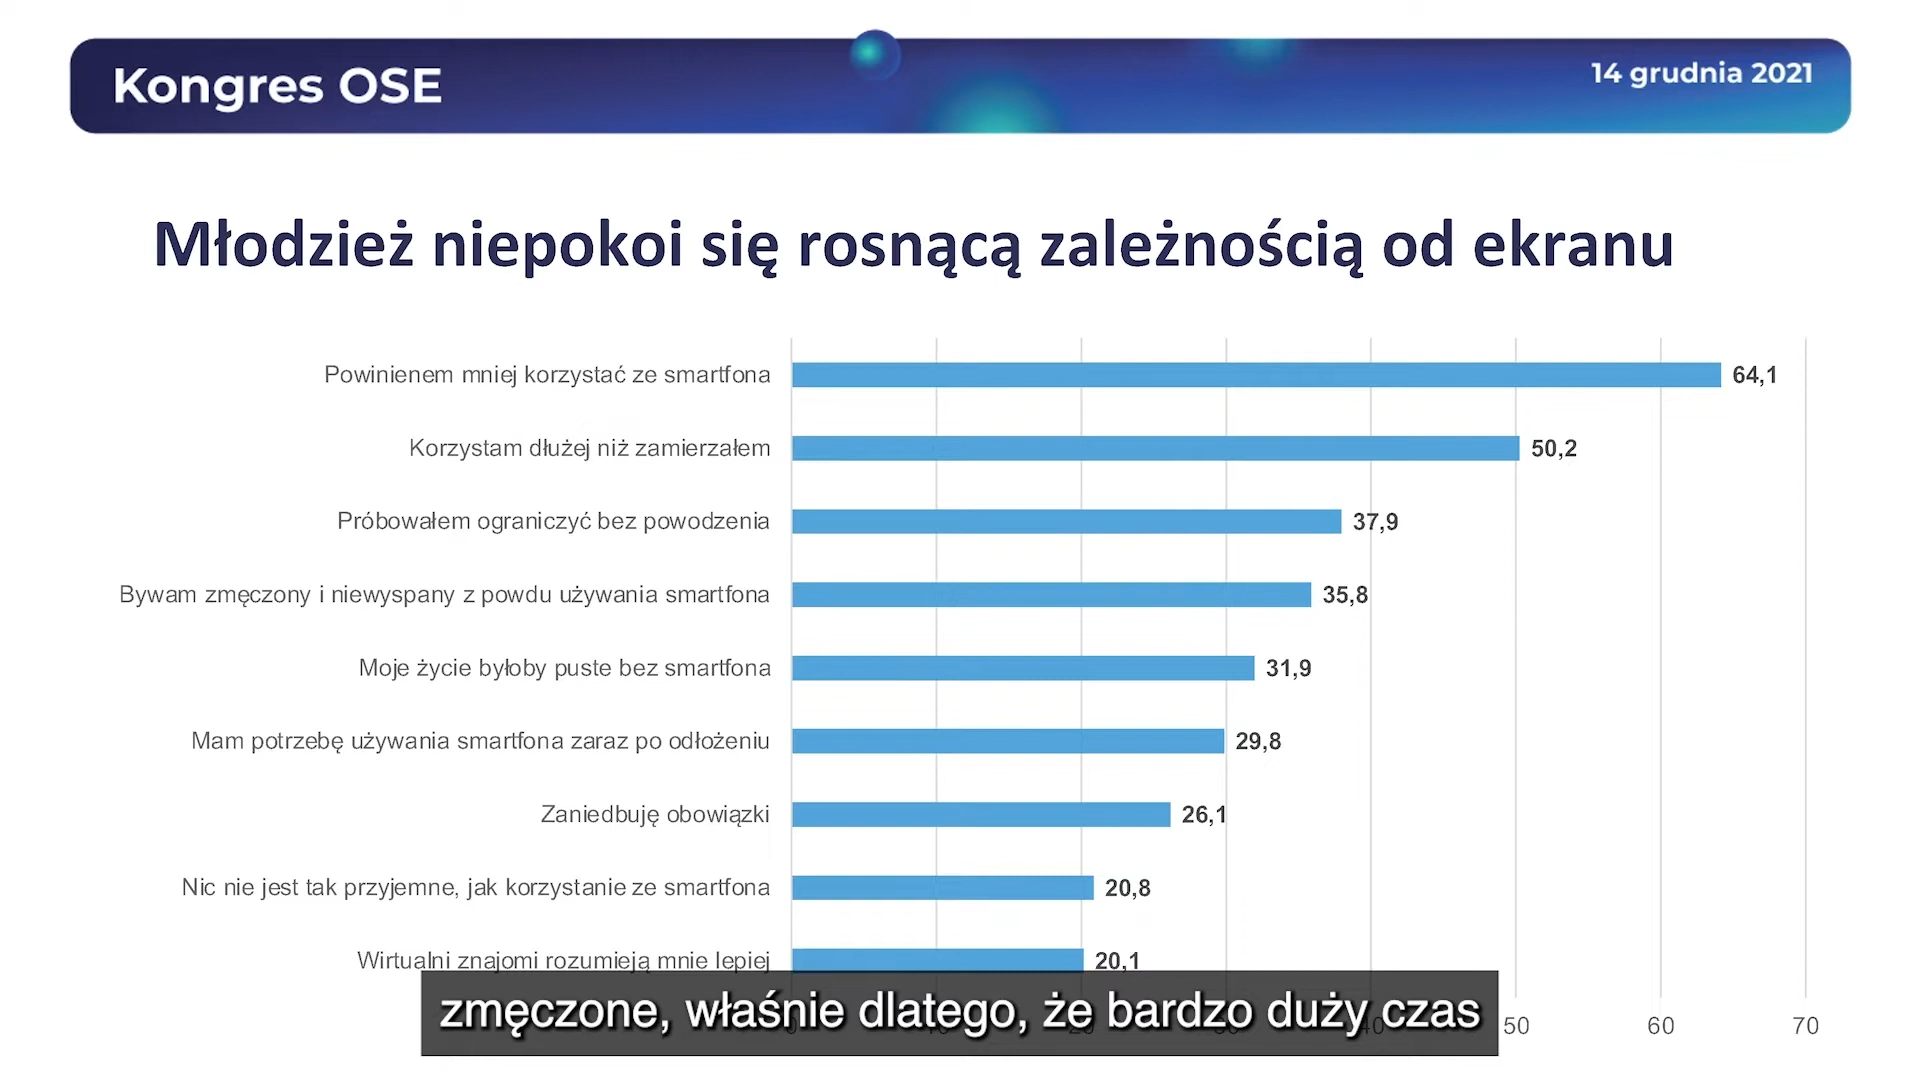 Kongres OSE
14 grudnia 2021
Młodzież niepokoi się rosnącą zależnością od ekranu
Powinienem mniej korzystać ze smartfona 64,1
Korzystam dłużej niż zamierzałem 50,2
Próbowałem ograniczyć bez powodzenia 37,9
Bywam zmęczony i niewyspany z powdu używania smartfona 35,8
Moje życie byłoby puste bez smartfona 31,9
Mam potrzebę używania smartfona zaraz po odłożeniu 29,8
Zaniedbuję obowiązki 26,1
Nic nie jest tak przyjemne, jak korzystanie ze smartfona 20,8
Wirtualni znajomi rozumieją mnie lepiej 20,1
zmęczone, właśnie dlatego, że bardzo duży czas
50 60 70